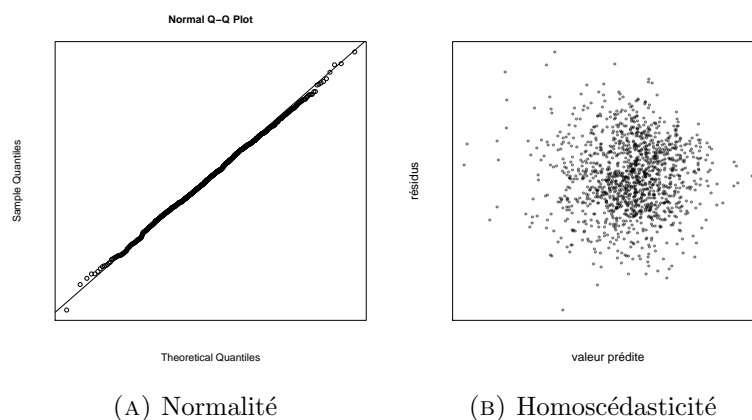 Normal Q−Q Plot
Sample Quantiles
Theoretical Quantiles
résidus
valeur prédite
(A) Normalité
(B) Homoscédasticité